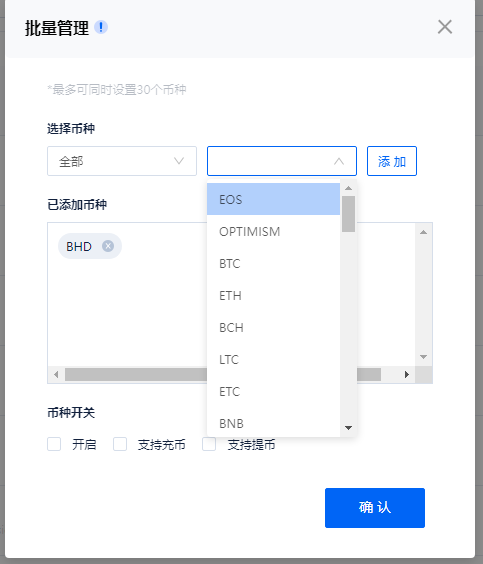 批量管理 !
*最多可同时设置30个币种
选择币种
全部
添 加
EOS
OPTIMISM
BTC
ETH
BCH
LTC
ETC
BNB
已添加币种
BHD
币种开关
开启 支持充币 支持提币
确 认